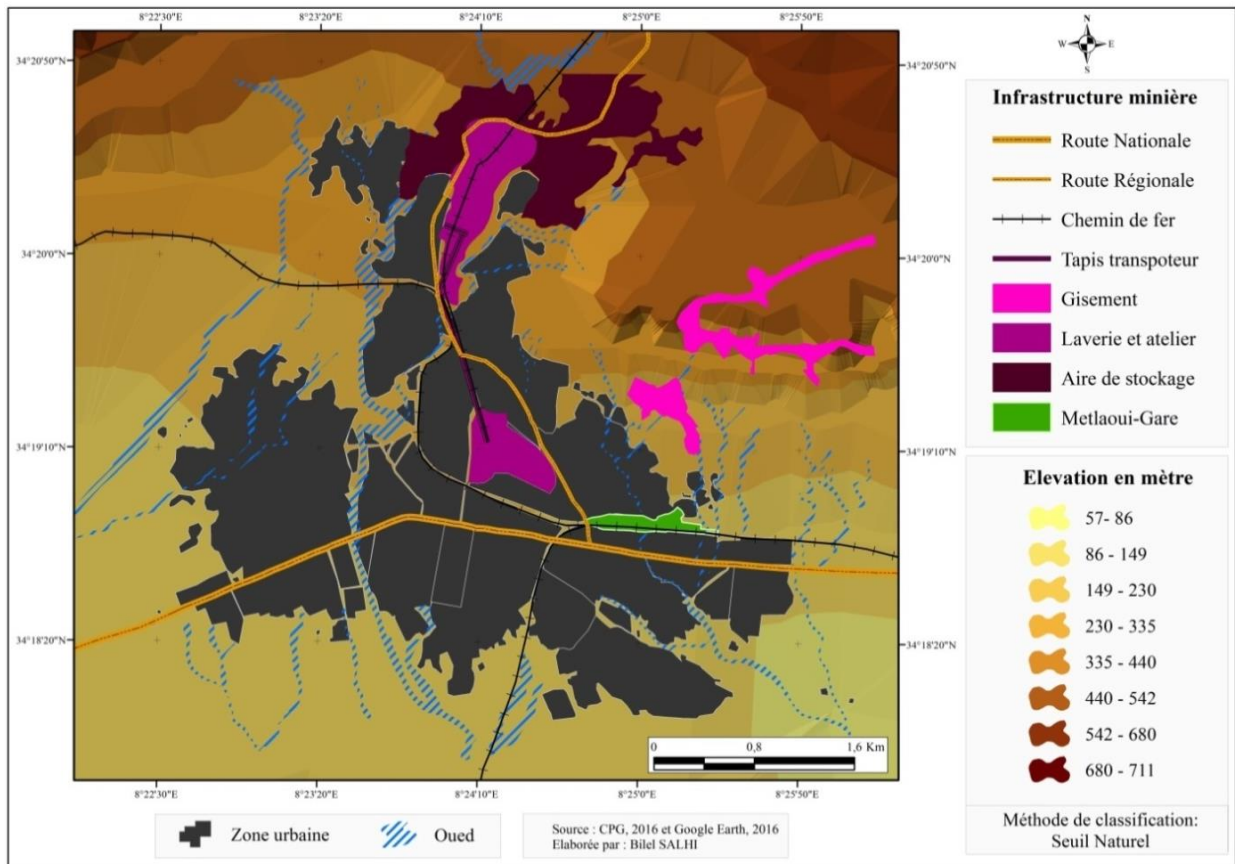 8°22'30"E 8°23'20"E 8°24'10"E 8°25'0"E 8°25'50"E
34°20'50"N 34°20'50"N
34°20'0"N 34°20'0"N
34°19'10"N 34°19'10"N
34°18'20"N 34°18'20"N
0 0,8 1,6 Km
8°22'30"E 8°23'20"E 8°24'10"E 8°25'0"E 8°25'50"E
Zone urbaine
Oued
Source : CPG, 2016 et Google Earth, 2016
Elaborée par : Bilel SALHI
N
W E
S
Infrastructure minière
Route Nationale
Route Régionale
Chemin de fer
Tapis transpoteur
Gisement
Laverie et atelier
Aire de stockage
Metlaoui-Gare
Elevation en mètre
57- 86
86 - 149
149 - 230
230 - 335
335 - 440
440 - 542
542 - 680
680 - 711
Méthode de classification:
Seuil Naturel